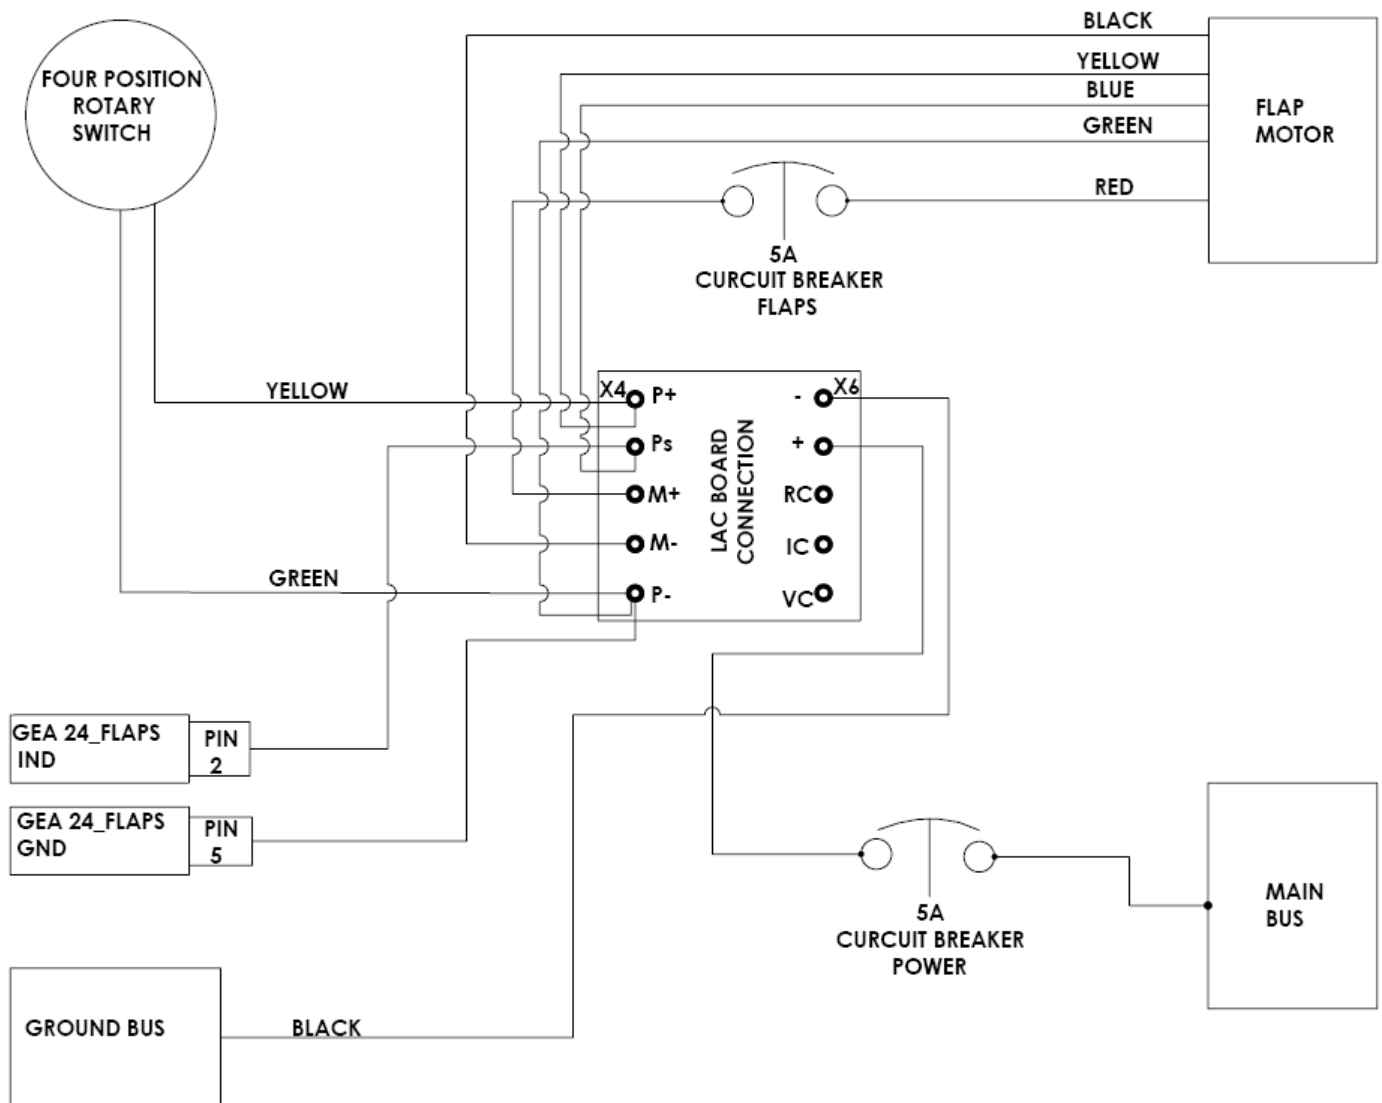 BLACK
YELLOW
BLUE
GREEN
RED
FOUR POSITION
ROTARY
SWITCH
FLAP
MOTOR
5A
CURCUIT BREAKER
FLAPS
YELLOW
GREEN
X4
P+
Ps
M+
M-
P-
LAC BOARD
CONNECTION
X6
-
+
RC
IC
VC
GEA 24_FLAPS
IND
PIN
2
GEA 24_FLAPS
GND
PIN
5
5A
CURCUIT BREAKER
POWER
MAIN
BUS
GROUND BUS
BLACK